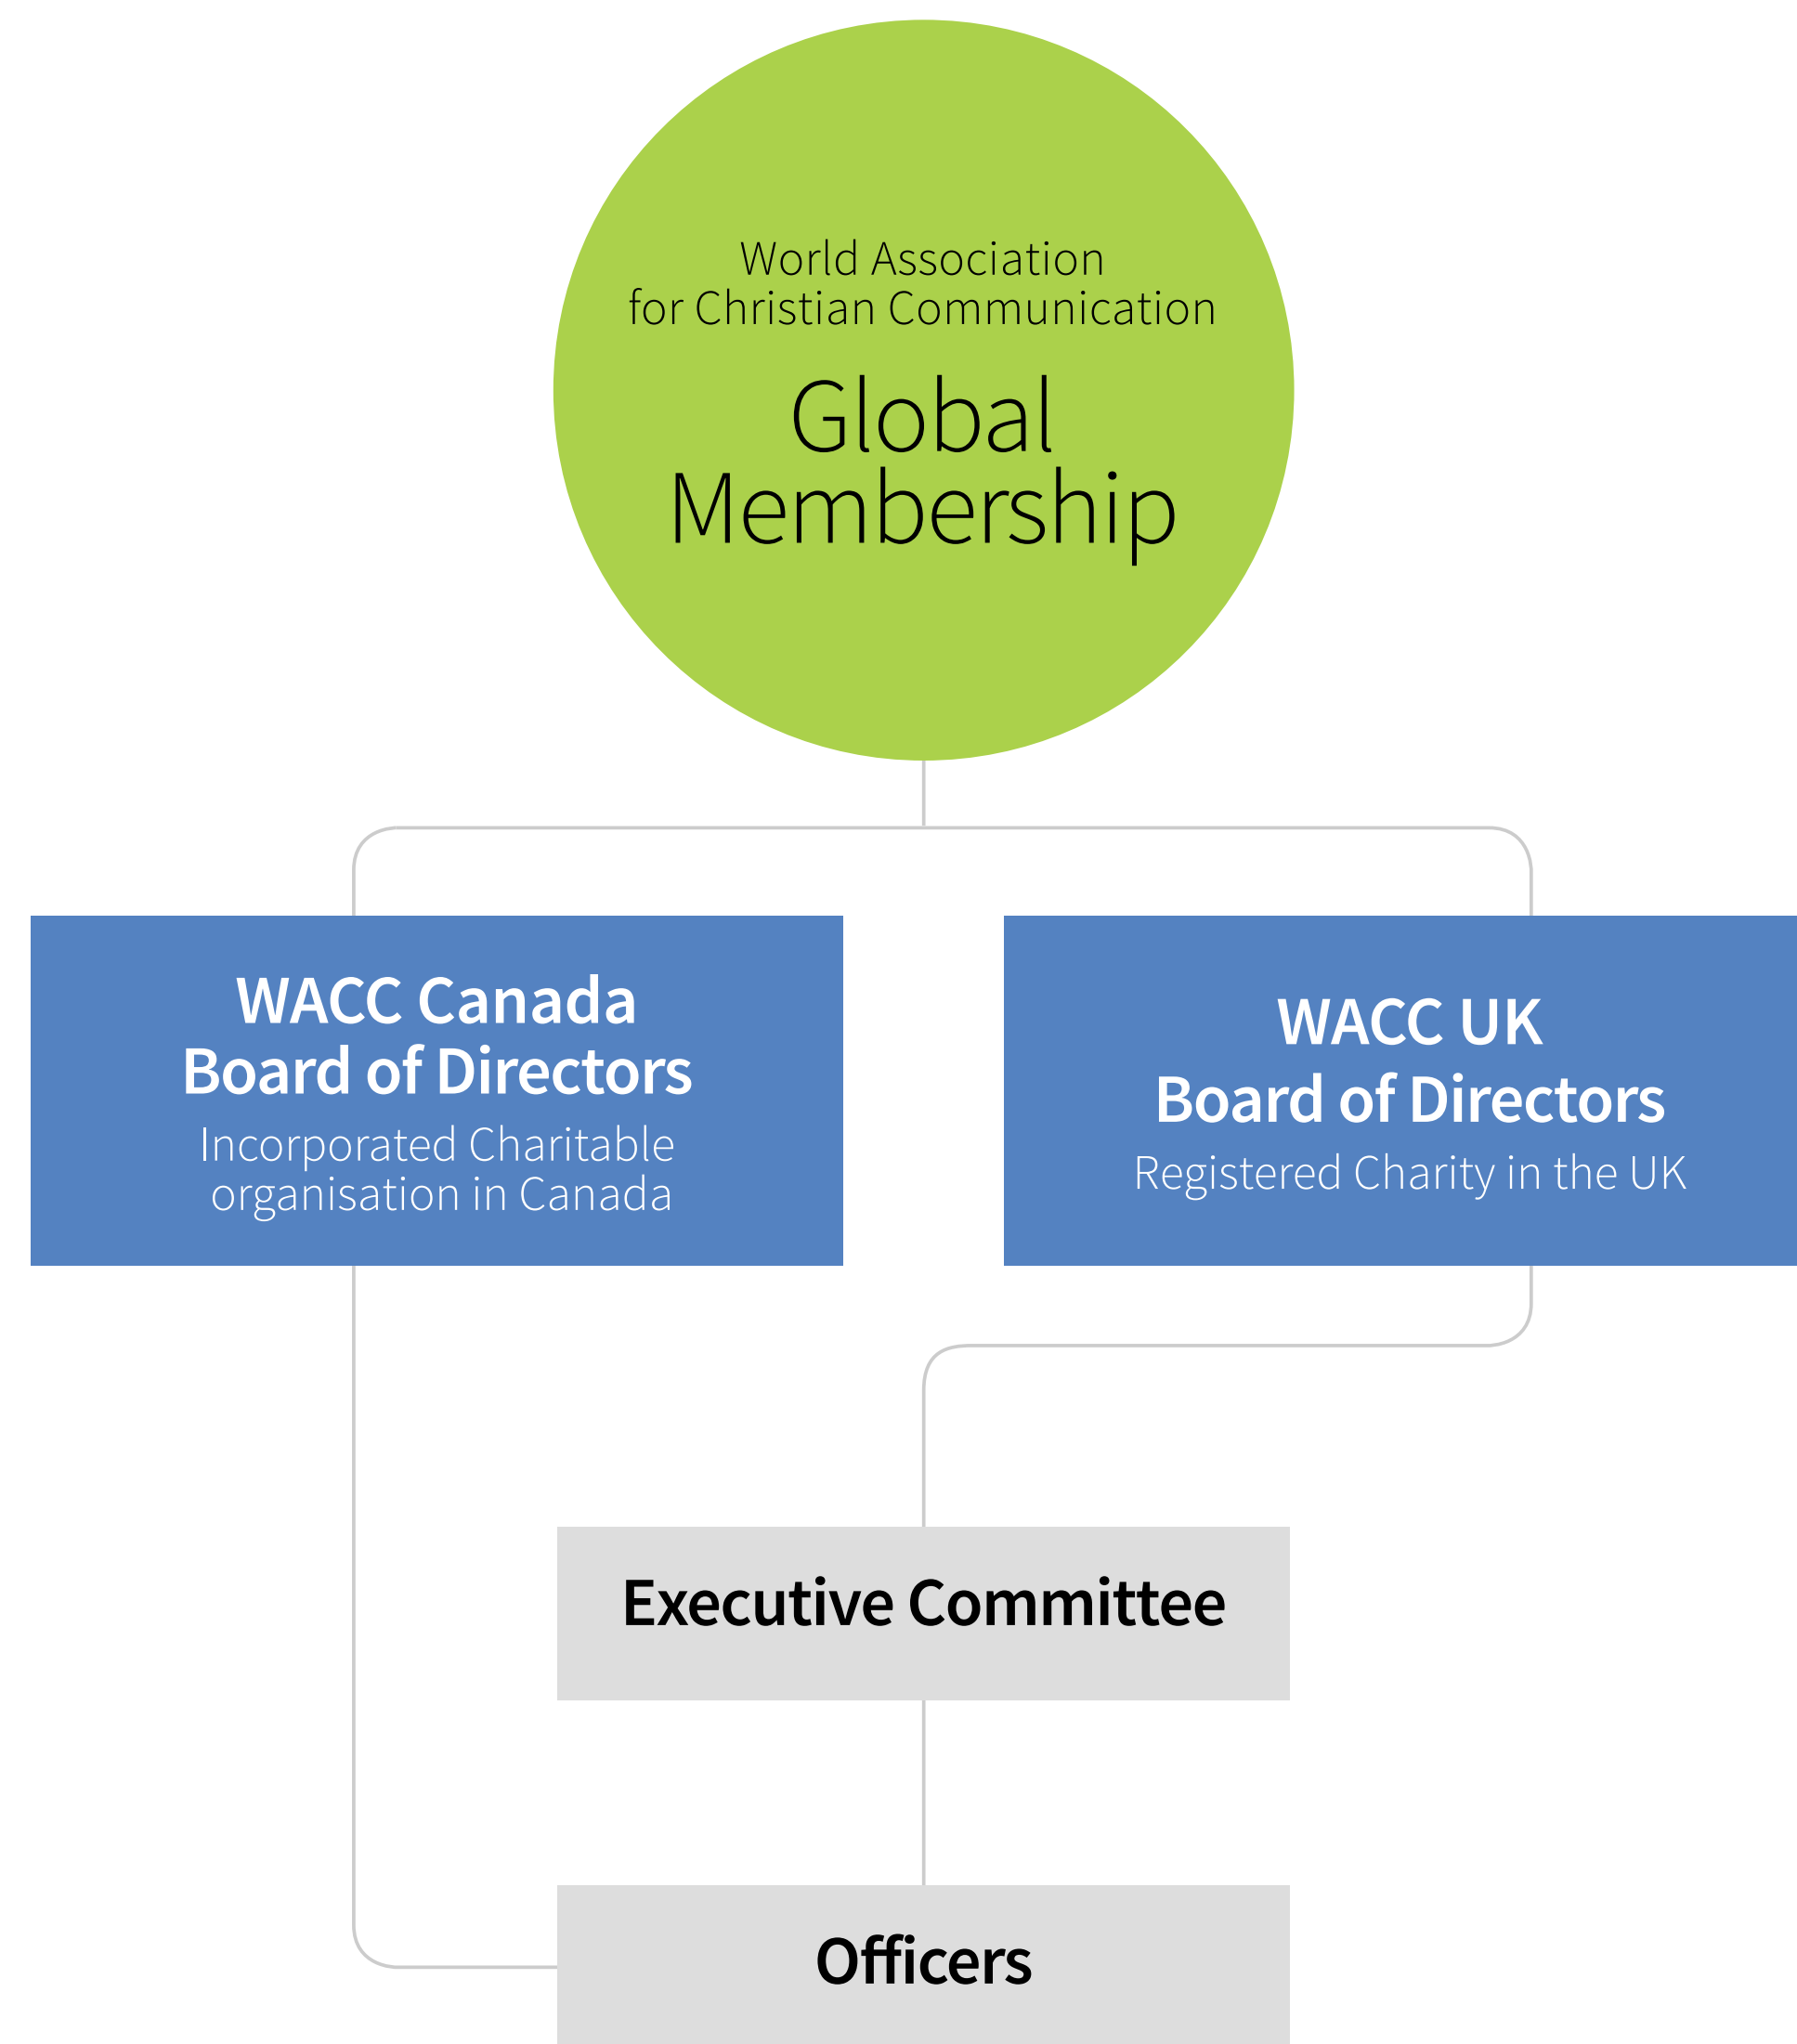 World Association
for Christian Communication
Global
Membership
WACC Canada
Board of Directors
Incorporated Charitable
organisation in Canada
WACC UK
Board of Directors
Registered Charity in the UK
Executive Committee
Officers